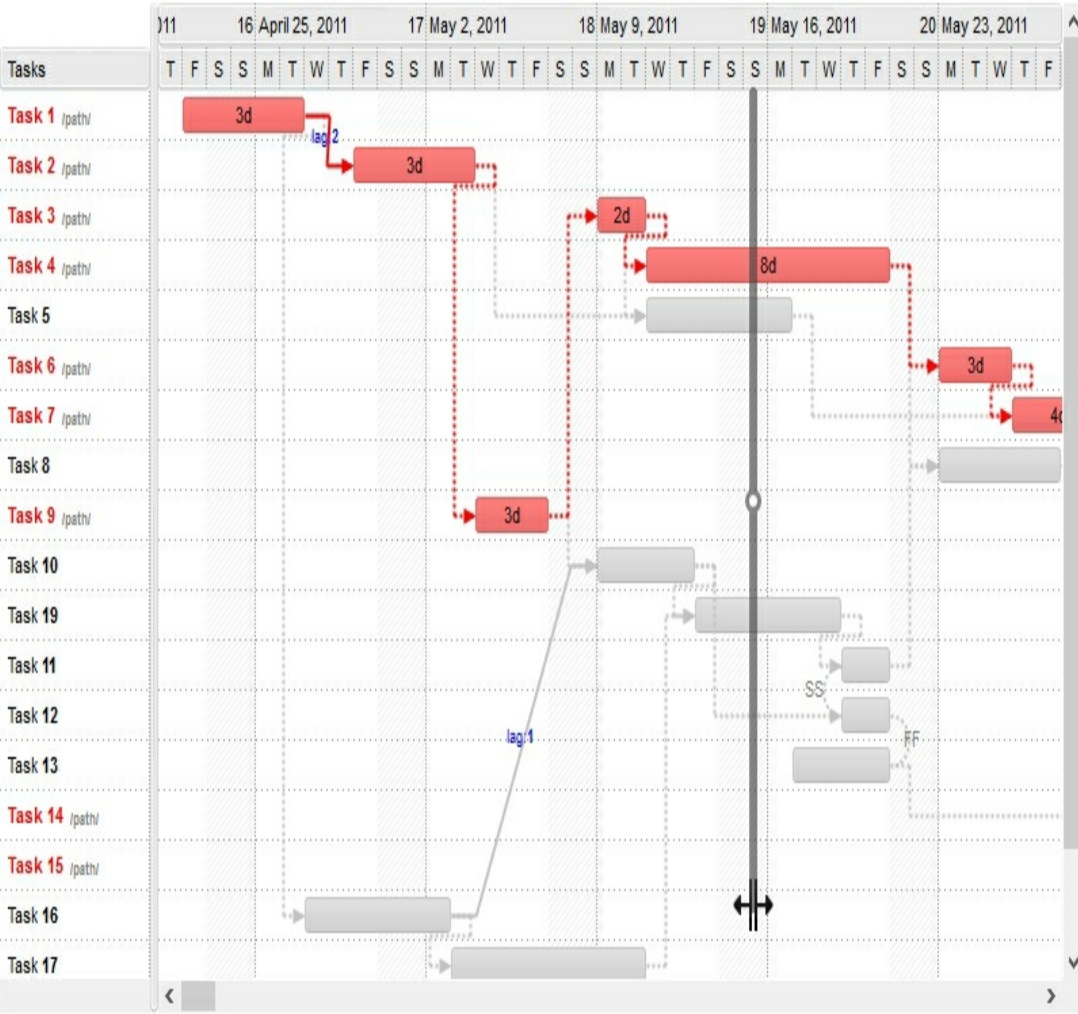 011 16 April 25, 2011 17 May 2, 2011 18 May 9, 2011 19 May 16, 2011 20 May 23, 2011
Tasks T F S S M T W T F S S M T W T F S S M T W T F S S M T W T F S S M T W T F
Task 1 /path/ 3d
lag: 2
Task 2 /path/ 3d
Task 3 /path/ 2d
Task 4 /path/ 8d
Task 5
Task 6 /path/ 3d
Task 7 /path/ 4d
Task 8
Task 9 /path/ 3d
Task 10
Task 19
Task 11
SS
Task 12
lag: 1 FF
Task 13
Task 14 /path/
Task 15 /path/
Task 16
Task 17